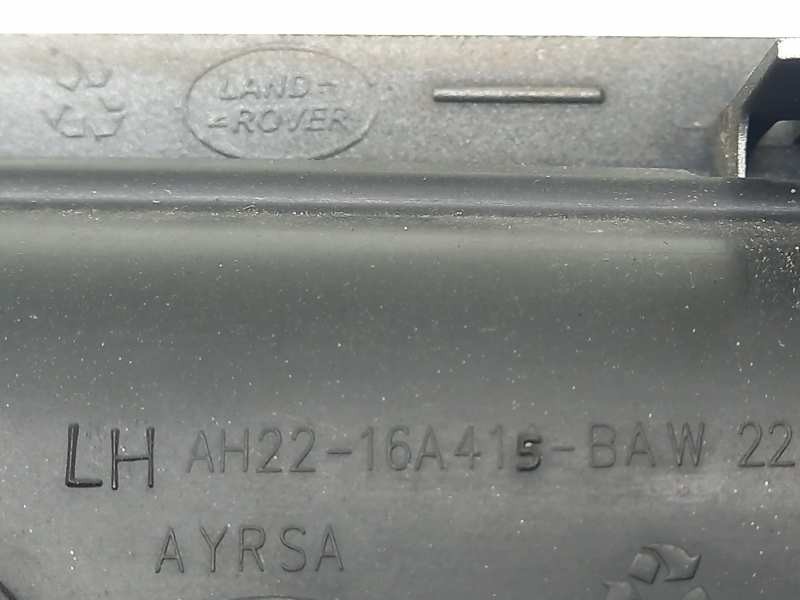 LAND-
ROVER
LH AH22-16A415-BAW 22
AYRSA